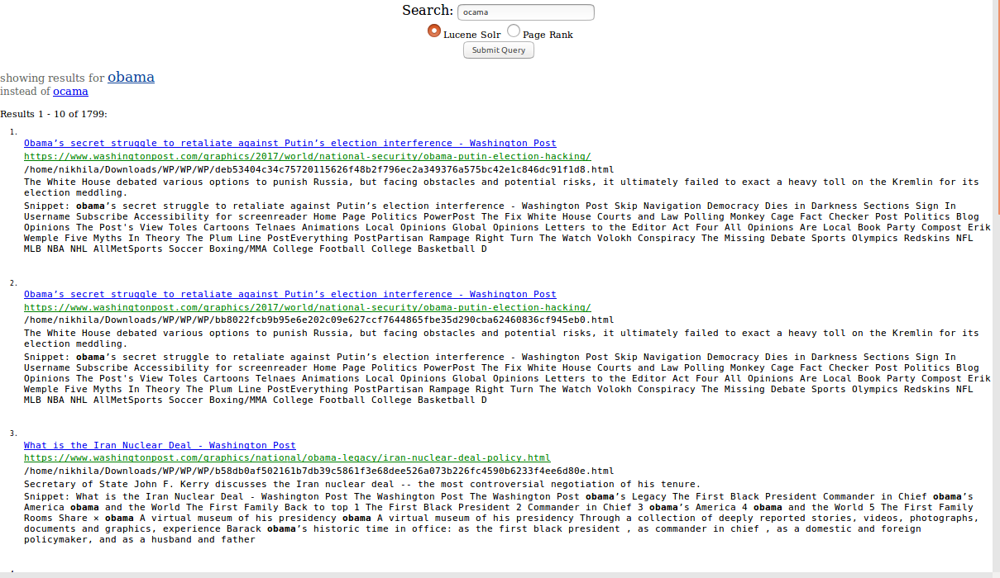 Search: ocama
Lucene Solr Page Rank
Submit Query
showing results for obama
instead of ocama
Results 1 - 10 of 1799:
1.
Obama’s secret struggle to retaliate against Putin’s election interference - Washington Post
https://www.washingtonpost.com/graphics/2017/world/national-security/obama-putin-election-hacking/
/home/nikhila/Downloads/WP/WP/WP/deb53404c34c75720115626f48b2f796ec2a349376a575bc42e1c846dc91f1d8.html
The White House debated various options to punish Russia, but facing obstacles and potential risks, it ultimately failed to exact a heavy toll on the Kremlin for its
election meddling.
Snippet: obama’s secret struggle to retaliate against Putin’s election interference - Washington Post Skip Navigation Democracy Dies in Darkness Sections Sign In
Username Subscribe Accessibility for screenreader Home Page Politics PowerPost The Fix White House Courts and Law Polling Monkey Cage Fact Checker Post Politics Blog
Opinions The Post's View Toles Cartoons Telnaes Animations Local Opinions Global Opinions Letters to the Editor Act Four All Opinions Are Local Book Party Compost Erik
Wemple Five Myths In Theory The Plum Line PostEverything PostPartisan Rampage Right Turn The Watch Volokh Conspiracy The Missing Debate Sports Olympics Redskins NFL
MLB NBA NHL AllMetSports Soccer Boxing/MMA College Football College Basketball D
2.
Obama’s secret struggle to retaliate against Putin’s election interference - Washington Post
https://www.washingtonpost.com/graphics/2017/world/national-security/obama-putin-election-hacking/
/home/nikhila/Downloads/WP/WP/WP/bb8022fcb9b95e6e202c09e627ccf7644865fbe35d290cba62460836cf945eb0.html
The White House debated various options to punish Russia, but facing obstacles and potential risks, it ultimately failed to exact a heavy toll on the Kremlin for its
election meddling.
Snippet: obama’s secret struggle to retaliate against Putin’s election interference - Washington Post Skip Navigation Democracy Dies in Darkness Sections Sign In
Username Subscribe Accessibility for screenreader Home Page Politics PowerPost The Fix White House Courts and Law Polling Monkey Cage Fact Checker Post Politics Blog
Opinions The Post's View Toles Cartoons Telnaes Animations Local Opinions Global Opinions Letters to the Editor Act Four All Opinions Are Local Book Party Compost Erik
Wemple Five Myths In Theory The Plum Line PostEverything PostPartisan Rampage Right Turn The Watch Volokh Conspiracy The Missing Debate Sports Olympics Redskins NFL
MLB NBA NHL AllMetSports Soccer Boxing/MMA College Football College Basketball D
3.
What is the Iran Nuclear Deal - Washington Post
https://www.washingtonpost.com/graphics/national/obama-legacy/iran-nuclear-deal-policy.html
/home/nikhila/Downloads/WP/WP/WP/b58db0af502161b7db39c5861f3e68dee526a073b226fc4590b6233f4ee6d80e.html
Secretary of State John F. Kerry discusses the Iran nuclear deal -- the most controversial negotiation of his tenure.
Snippet: What is the Iran Nuclear Deal - Washington Post The Washington Post The Washington Post obama’s Legacy The First Black President Commander in Chief obama’s
America obama and the World The First Family Back to top 1 The First Black President 2 Commander in Chief 3 obama’s America 4 obama and the World 5 The First Family
Rooms Share × obama A virtual museum of his presidency obama A virtual museum of his presidency Through a collection of deeply reported stories, videos, photographs,
documents and graphics, experience Barack obama’s historic time in office: as the first black president , as commander in chief , as a domestic and foreign
policymaker, and as a husband and father